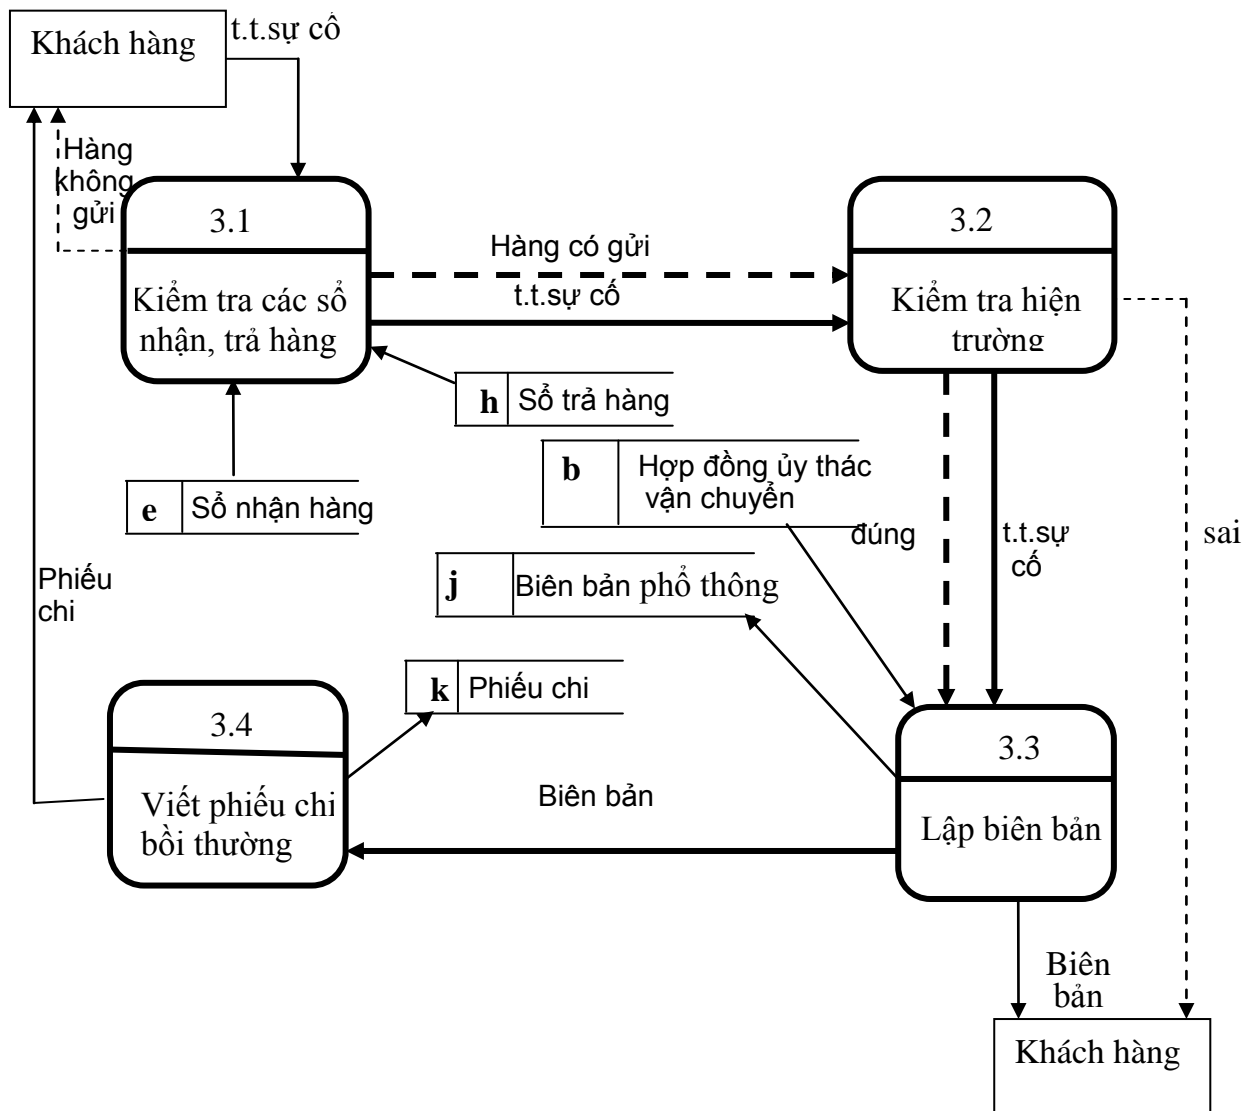 t.t.sự cố
Khách hàng
Hàng
không
gửi
3.1
Kiểm tra các sổ
nhận, trả hàng
Hàng có gửi
t.t.sự cố
3.2
Kiểm tra hiện
trường
h Sổ trả hàng
b Hợp đồng ủy thác
vận chuyển
e Sổ nhận hàng
đúng
t.t.sự
cố
sai
Phiếu
chi
j Biên bản phổ thông
k Phiếu chi
3.4
Viết phiếu chi
bồi thường
Biên bản
3.3
Lập biên bản
Biên
bản
Khách hàng